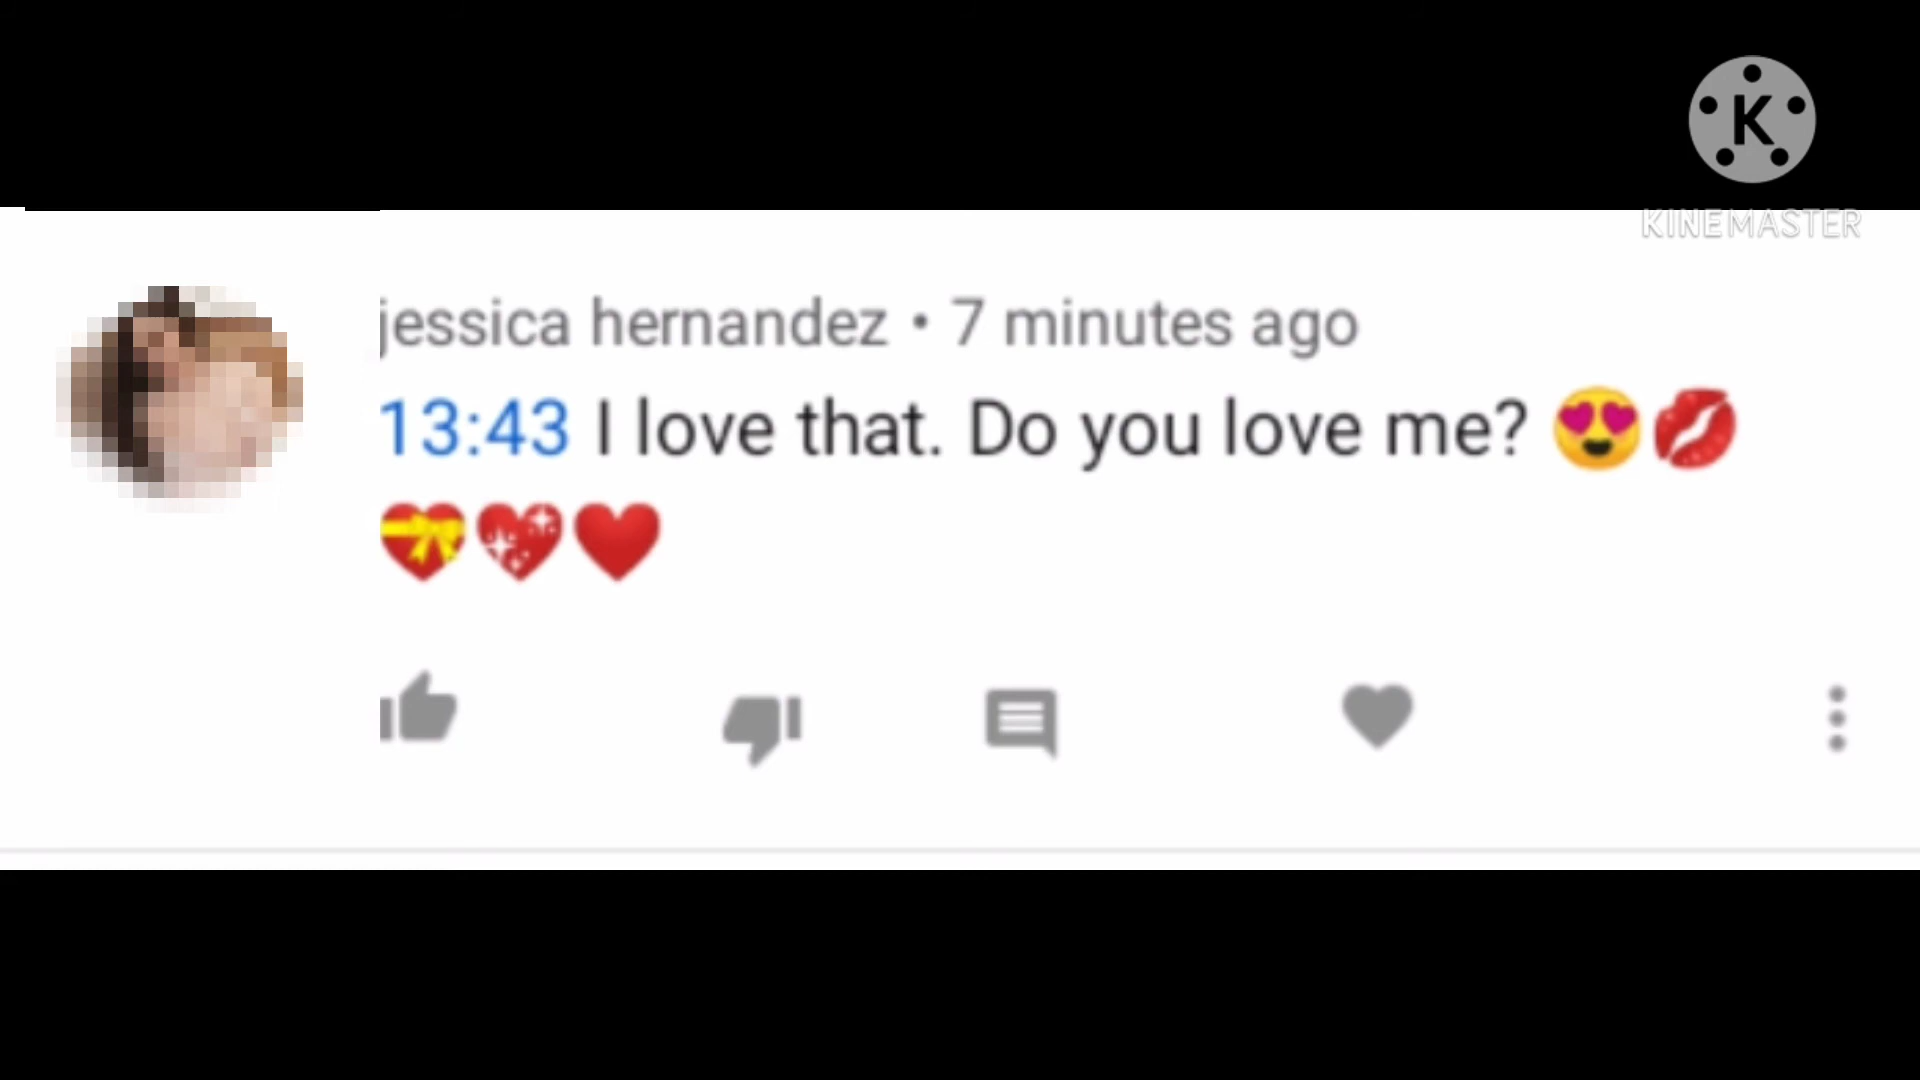 K
KINEMASTER
jessica hernandez • 7 minutes ago
13:43 I love that. Do you love me? 😍💋
💝💖❤️